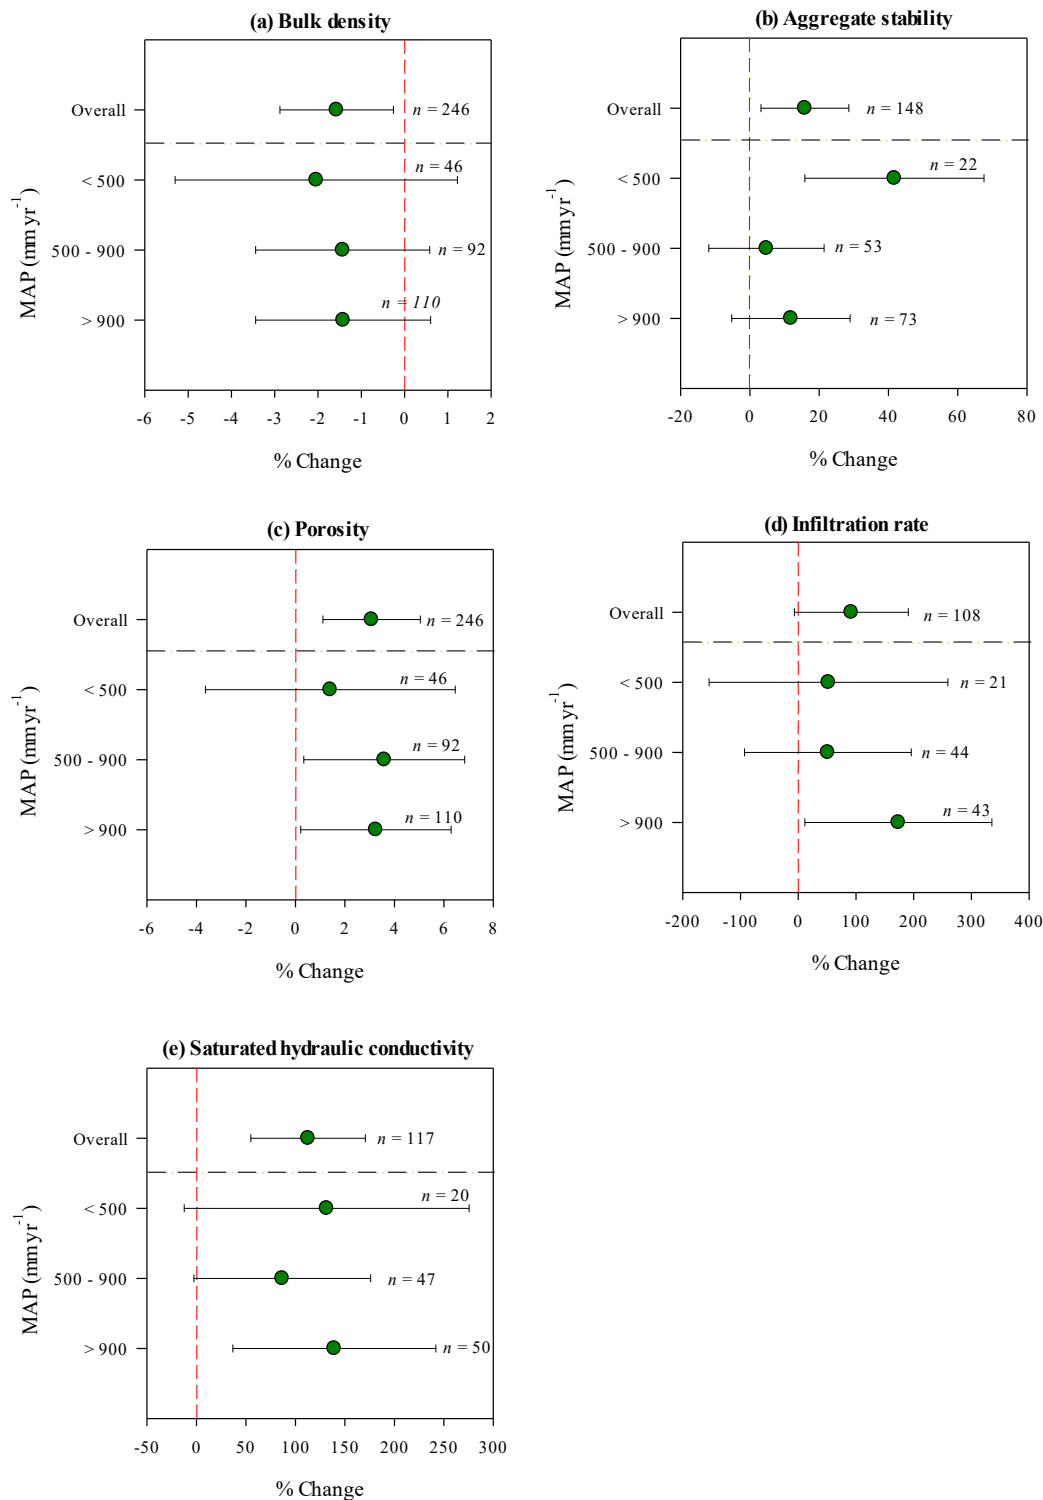 (a) Bulk density
Overall
n = 246
< 500
n = 46
500 - 900
n = 92
> 900
n = 110
MAP (mm yr-1)
-6 -5 -4 -3 -2 -1 0 1 2
% Change
(b) Aggregate stability
Overall
n = 148
< 500
n = 22
500 - 900
n = 53
> 900
n = 73
MAP (mm yr-1)
-20 0 20 40 60 80
% Change
(c) Porosity
Overall
n = 246
< 500
n = 46
500 - 900
n = 92
> 900
n = 110
MAP (mm yr-1)
-6 -4 -2 0 2 4 6 8
% Change
(d) Infiltration rate
Overall
n = 108
< 500
n = 21
500 - 900
n = 44
> 900
n = 43
MAP (mm yr-1)
-200 -100 0 100 200 300 400
% Change
(e) Saturated hydraulic conductivity
Overall
n = 117
< 500
n = 20
500 - 900
n = 47
> 900
n = 50
MAP (mm yr-1)
-50 0 50 100 150 200 250 300
% Change